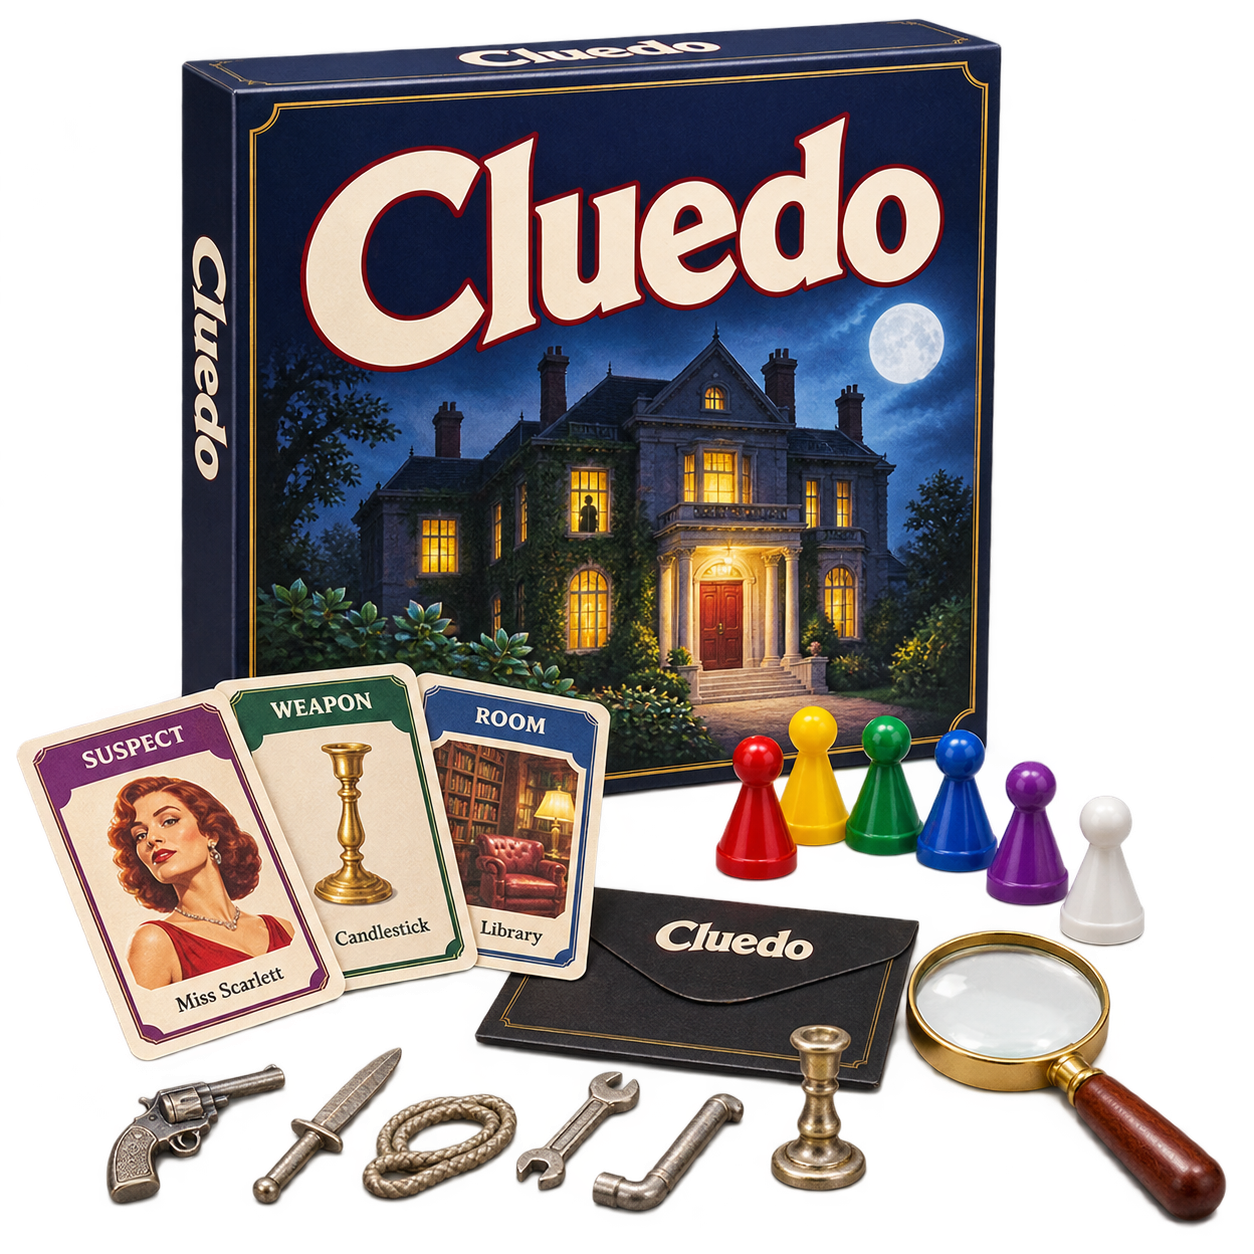 Cluedo
Cluedo
Cluedo
SUSPECT
Miss Scarlett
WEAPON
Candlestick
ROOM
Library
Cluedo